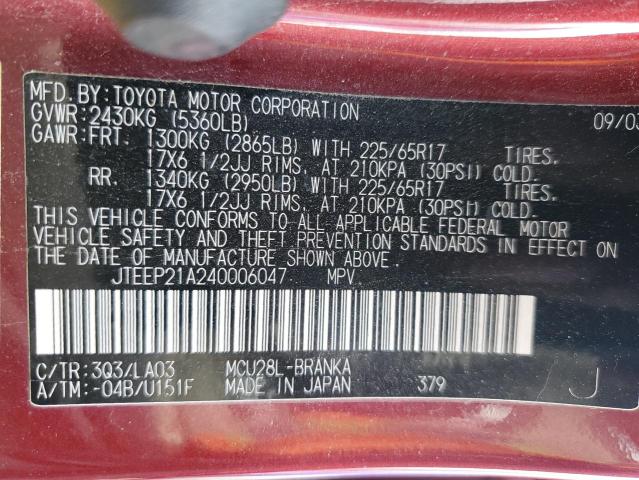 MFD.BY:TOYOTA MOTOR CORPORATION 09/03
GVWR:2430KG (5360LB)
GAWR:FRT. 1300KG (2865LB) WITH 225/65R17 TIRES.
17X6 1/2JJ RIMS. AT 210KPA (30PSI) COLD.
RR. 1340KG (2950LB) WITH 225/65R17 TIRES.
17X6 1/2JJ RIMS. AT 210KPA (30PSI) COLD.
THIS VEHICLE CONFORMS TO ALL APPLICABLE FEDERAL MOTOR
VEHICLE SAFETY AND THEFT PREVENTION STANDARDS IN EFFECT ON
THE DATE OF MANUFACTURE SHOWN ABOVE.
JTEEP21A240006047 MPV
C/TR:3Q3/LA03 MCU28L-BRANKA
A/TM:-04B/U151F MADE IN JAPAN 379 J